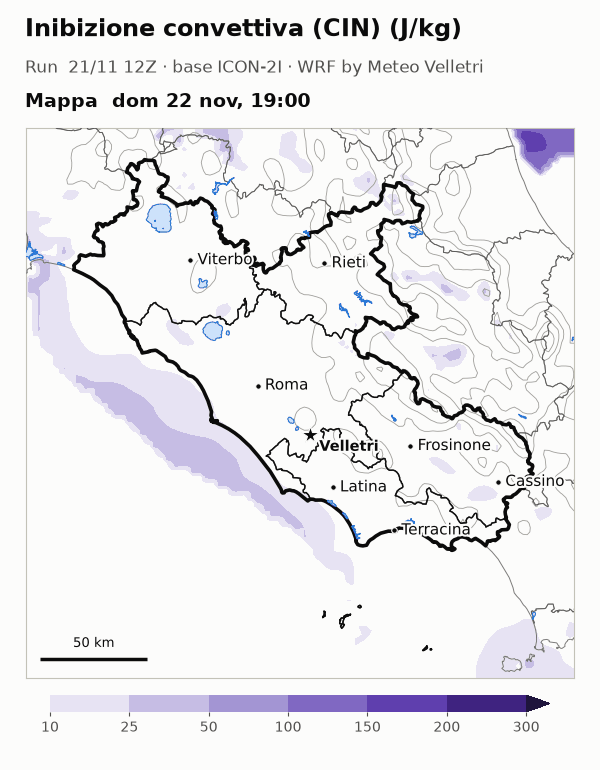 Inibizione convettiva (CIN) (J/kg)
Run 21/11 12Z · base ICON-2I · WRF by Meteo Velletri
Mappa dom 22 nov, 19:00
Viterbo
Rieti
Roma
Velletri
Frosinone
Latina
Cassino
Terracina
50 km
10 25 50 100 150 200 300